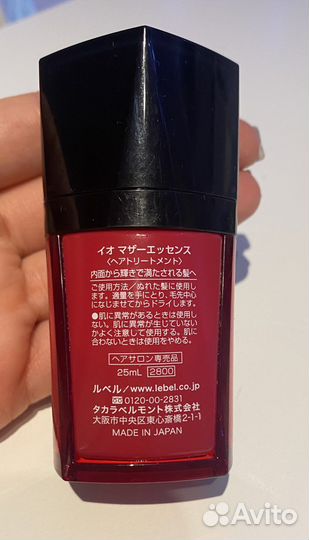 イオ マザーエッセンス
〈ヘアトリートメント〉
内面から輝きで満たされる髪へ
ご使用方法／ぬれた髪に使用し
ます。適量を手にとり、毛先中心
になじませてからドライします。
●肌に異常があるときは使用し
ない。肌に異常が生じていない
かよく注意して使用する。肌に
合わないときは使用をやめる。
ヘアサロン専売品
25mL 2800
ルベル／www.lebel.co.jp
0120-00-2831
タカラベルモント株式会社
大阪市中央区東心斎橋2-1-1
MADE IN JAPAN
Avito